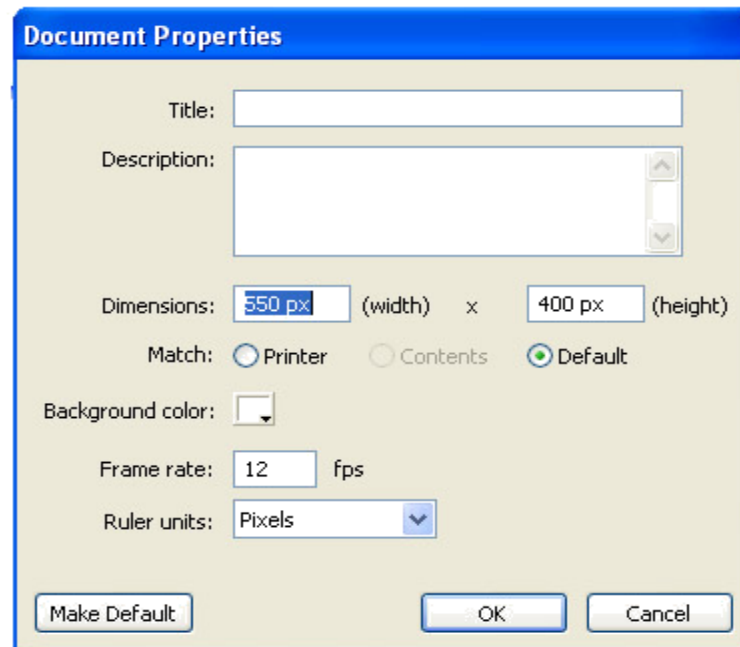 Document Properties
Title:
Description:
Dimensions: 550 px (width) x 400 px (height)
Match: Printer Contents Default
Background color:
Frame rate: 12 fps
Ruler units: Pixels
Make Default OK Cancel